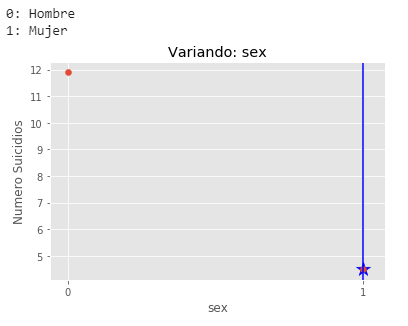 0: Hombre
1: Mujer
Variando: sex
12
11
10
9
8
7
6
5
Numero Suicidios
0 1
sex